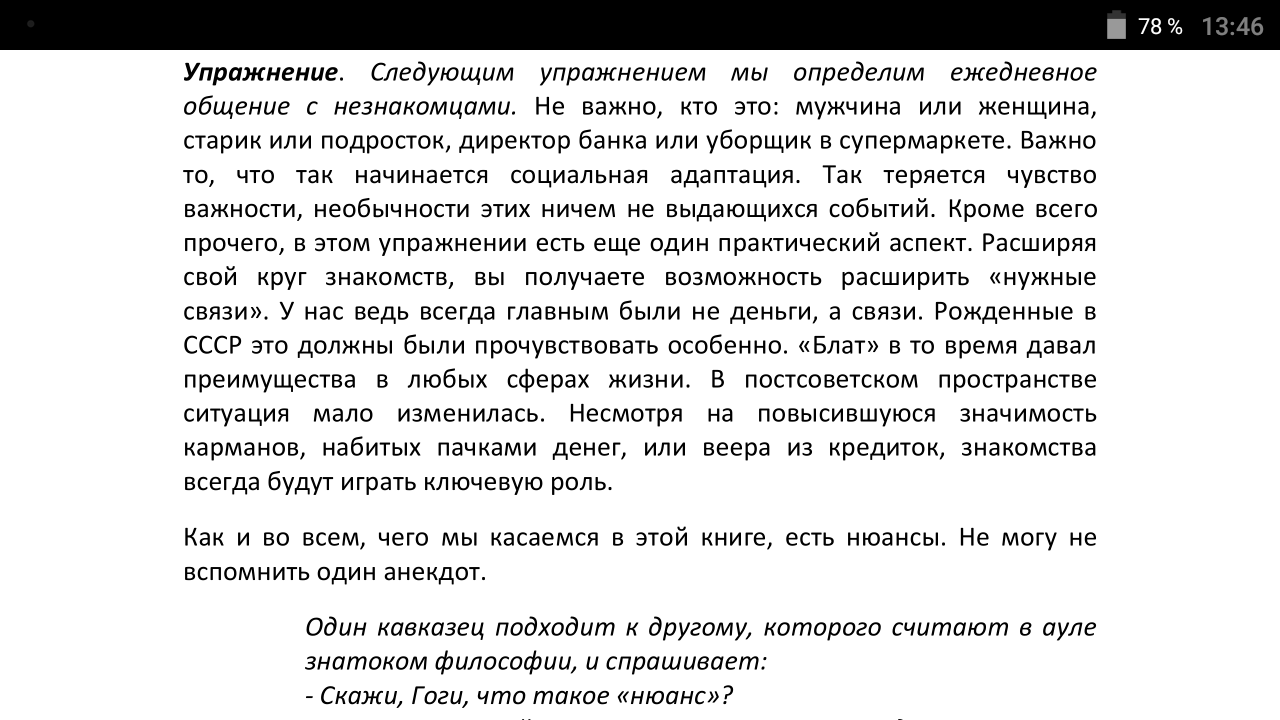 78 % 13:46
Упражнение. Следующим упражнением мы определим ежедневное
общение с незнакомцами. Не важно, кто это: мужчина или женщина,
старик или подросток, директор банка или уборщик в супермаркете. Важно
то, что так начинается социальная адаптация. Так теряется чувство
важности, необычности этих ничем не выдающихся событий. Кроме всего
прочего, в этом упражнении есть еще один практический аспект. Расширяя
свой круг знакомств, вы получаете возможность расширить «нужные
связи». У нас ведь всегда главным были не деньги, а связи. Рожденные в
СССР это должны были прочувствовать особенно. «Блат» в то время давал
преимущества в любых сферах жизни. В постсоветском пространстве
ситуация мало изменилась. Несмотря на повысившуюся значимость
карманов, набитых пачками денег, или веера из кредиток, знакомства
всегда будут играть ключевую роль.
Как и во всем, чего мы касаемся в этой книге, есть нюансы. Не могу не
вспомнить один анекдот.
Один кавказец подходит к другому, которого считают в ауле
знатоком философии, и спрашивает:
- Скажи, Гоги, что такое «нюанс»?